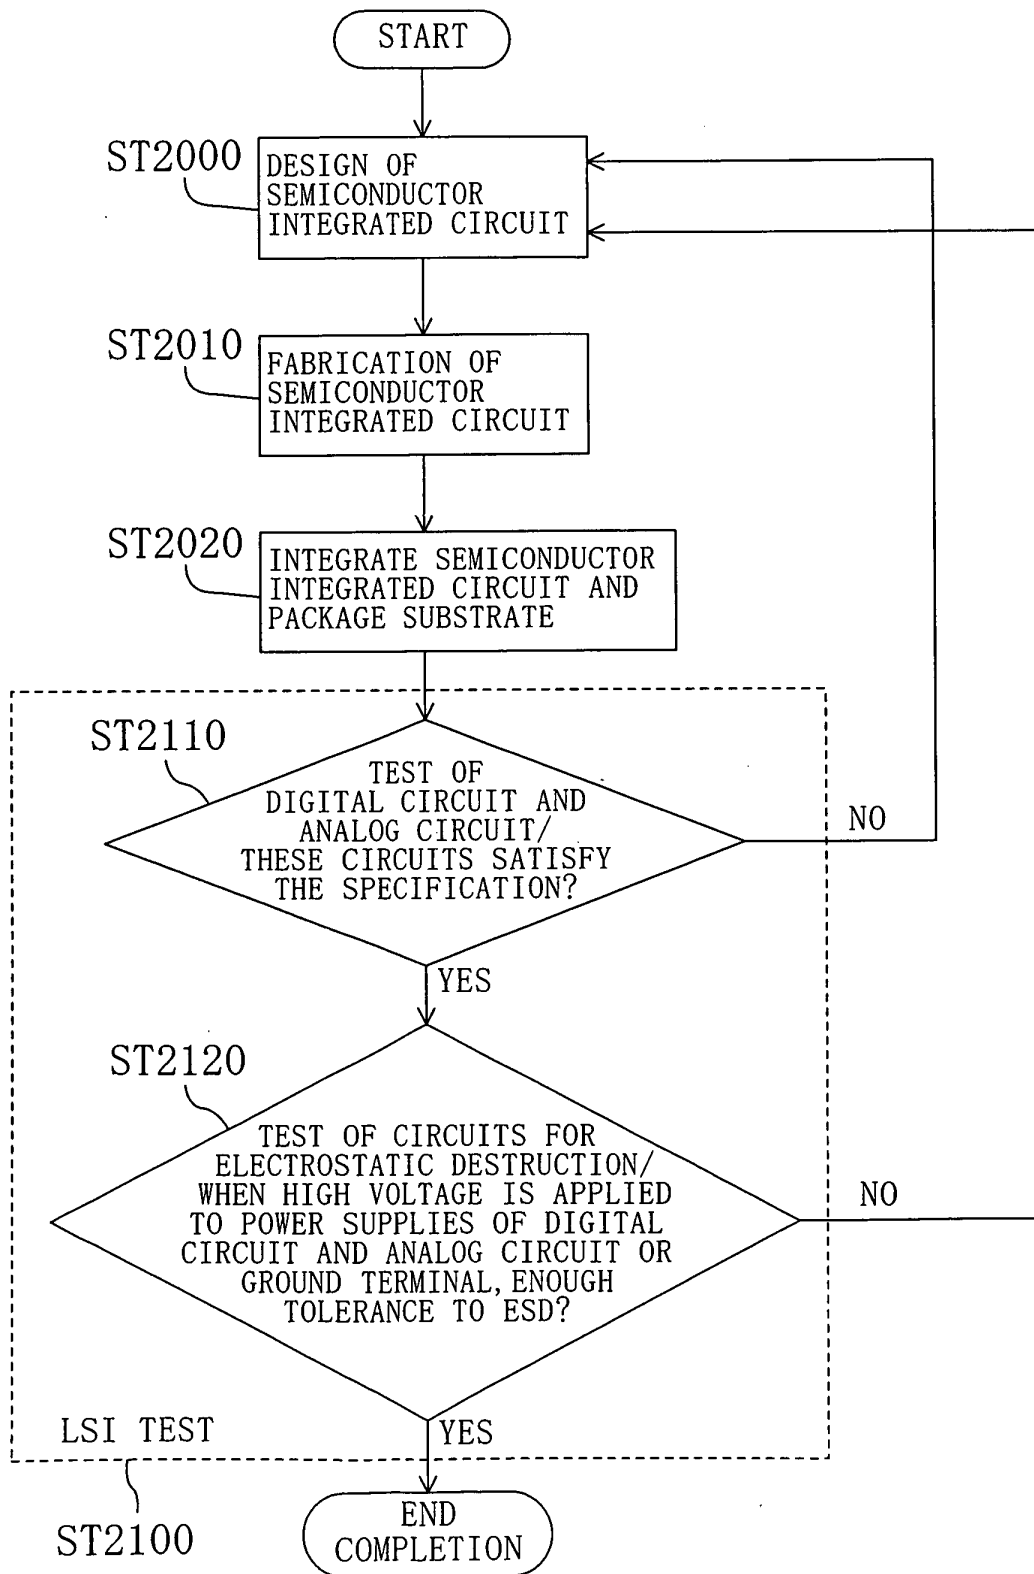 START
ST2000
DESIGN OF
SEMICONDUCTOR
INTEGRATED CIRCUIT
ST2010
FABRICATION OF
SEMICONDUCTOR
INTEGRATED CIRCUIT
ST2020
INTEGRATE SEMICONDUCTOR
INTEGRATED CIRCUIT AND
PACKAGE SUBSTRATE
ST2110
TEST OF
DIGITAL CIRCUIT AND
ANALOG CIRCUIT/
THESE CIRCUITS SATISFY
THE SPECIFICATION?
NO
YES
ST2120
TEST OF CIRCUITS FOR
ELECTROSTATIC DESTRUCTION/
WHEN HIGH VOLTAGE IS APPLIED
TO POWER SUPPLIES OF DIGITAL
CIRCUIT AND ANALOG CIRCUIT OR
GROUND TERMINAL, ENOUGH
TOLERANCE TO ESD?
NO
YES
LSI TEST
ST2100
END
COMPLETION